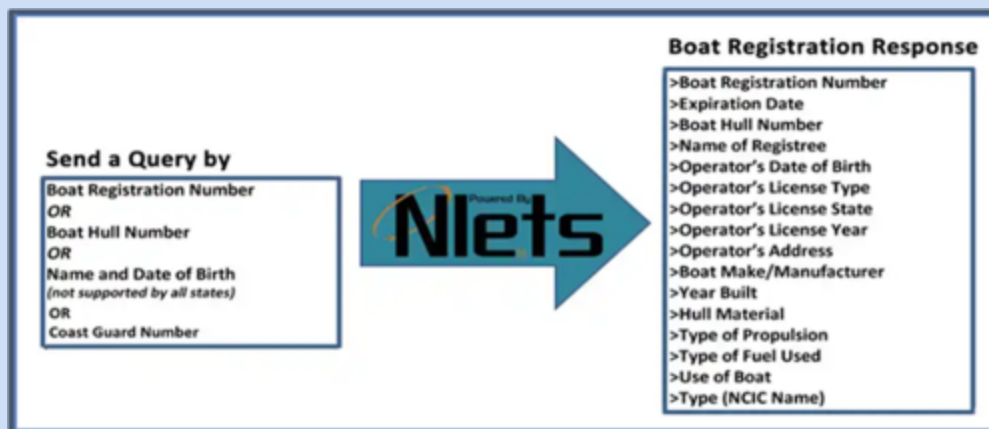 Send a Query by
Boat Registration Number
OR
Boat Hull Number
OR
Name and Date of Birth
(not supported by all states)
OR
Coast Guard Number
Powered By
Nlets
Boat Registration Response
>Boat Registration Number
>Expiration Date
>Boat Hull Number
>Name of Registree
>Operator's Date of Birth
>Operator's License Type
>Operator's License State
>Operator's License Year
>Operator's Address
>Boat Make/Manufacturer
>Year Built
>Hull Material
>Type of Propulsion
>Type of Fuel Used
>Use of Boat
>Type (NCIC Name)